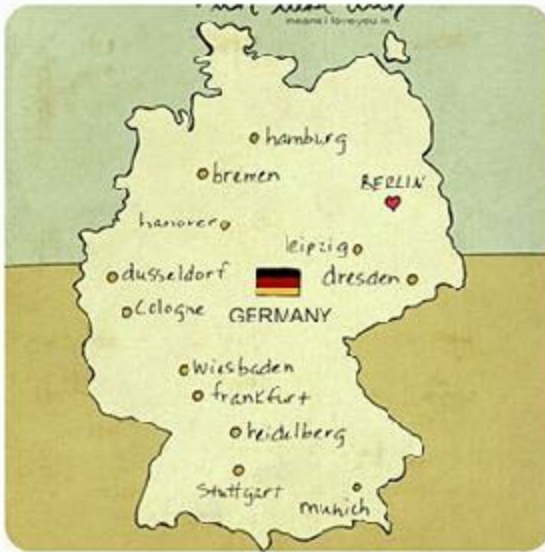 means i love you in
hamburg
bremen
BERLIN
hanover
leipzig
dusseldorf
dresden
Cologne
GERMANY
wiesbaden
frankfurt
heidelberg
Stuttgart
munich